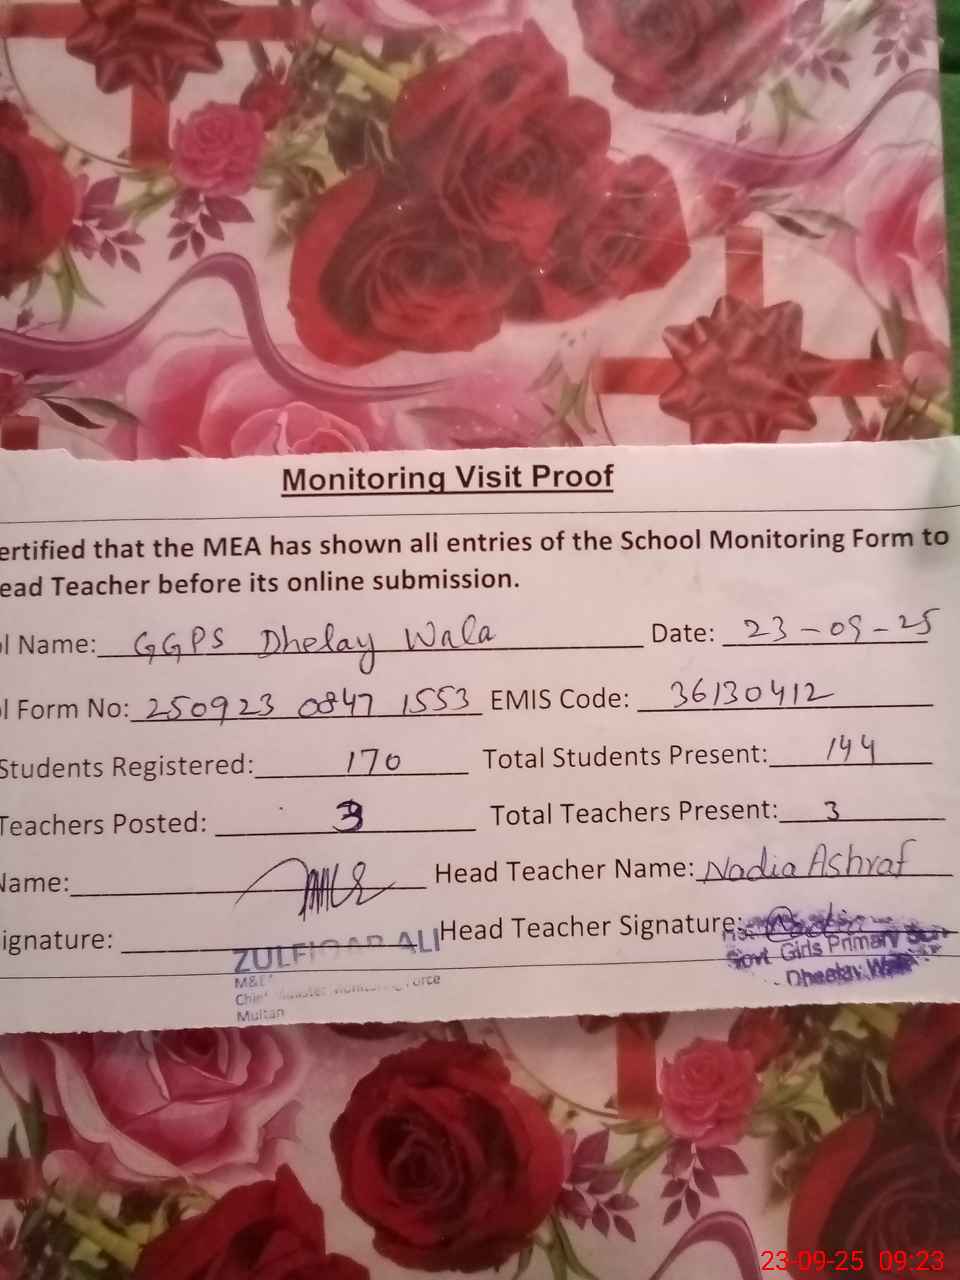 Monitoring Visit Proof
ertified that the MEA has shown all entries of the School Monitoring Form to
ead Teacher before its online submission.
l Name: GGPS Dhelay Wala Date: 23-09-25
l Form No: 250923 0847 1553 EMIS Code: 36130412
Students Registered: 170 Total Students Present: 144
Teachers Posted: 3 Total Teachers Present: 3
Name: Head Teacher Name: Nadia Ashraf
ignature: Head Teacher Signature:
ZULFIQAR ALI
Govt Girls Primary
M&E
Multan
23-09-25 09:23